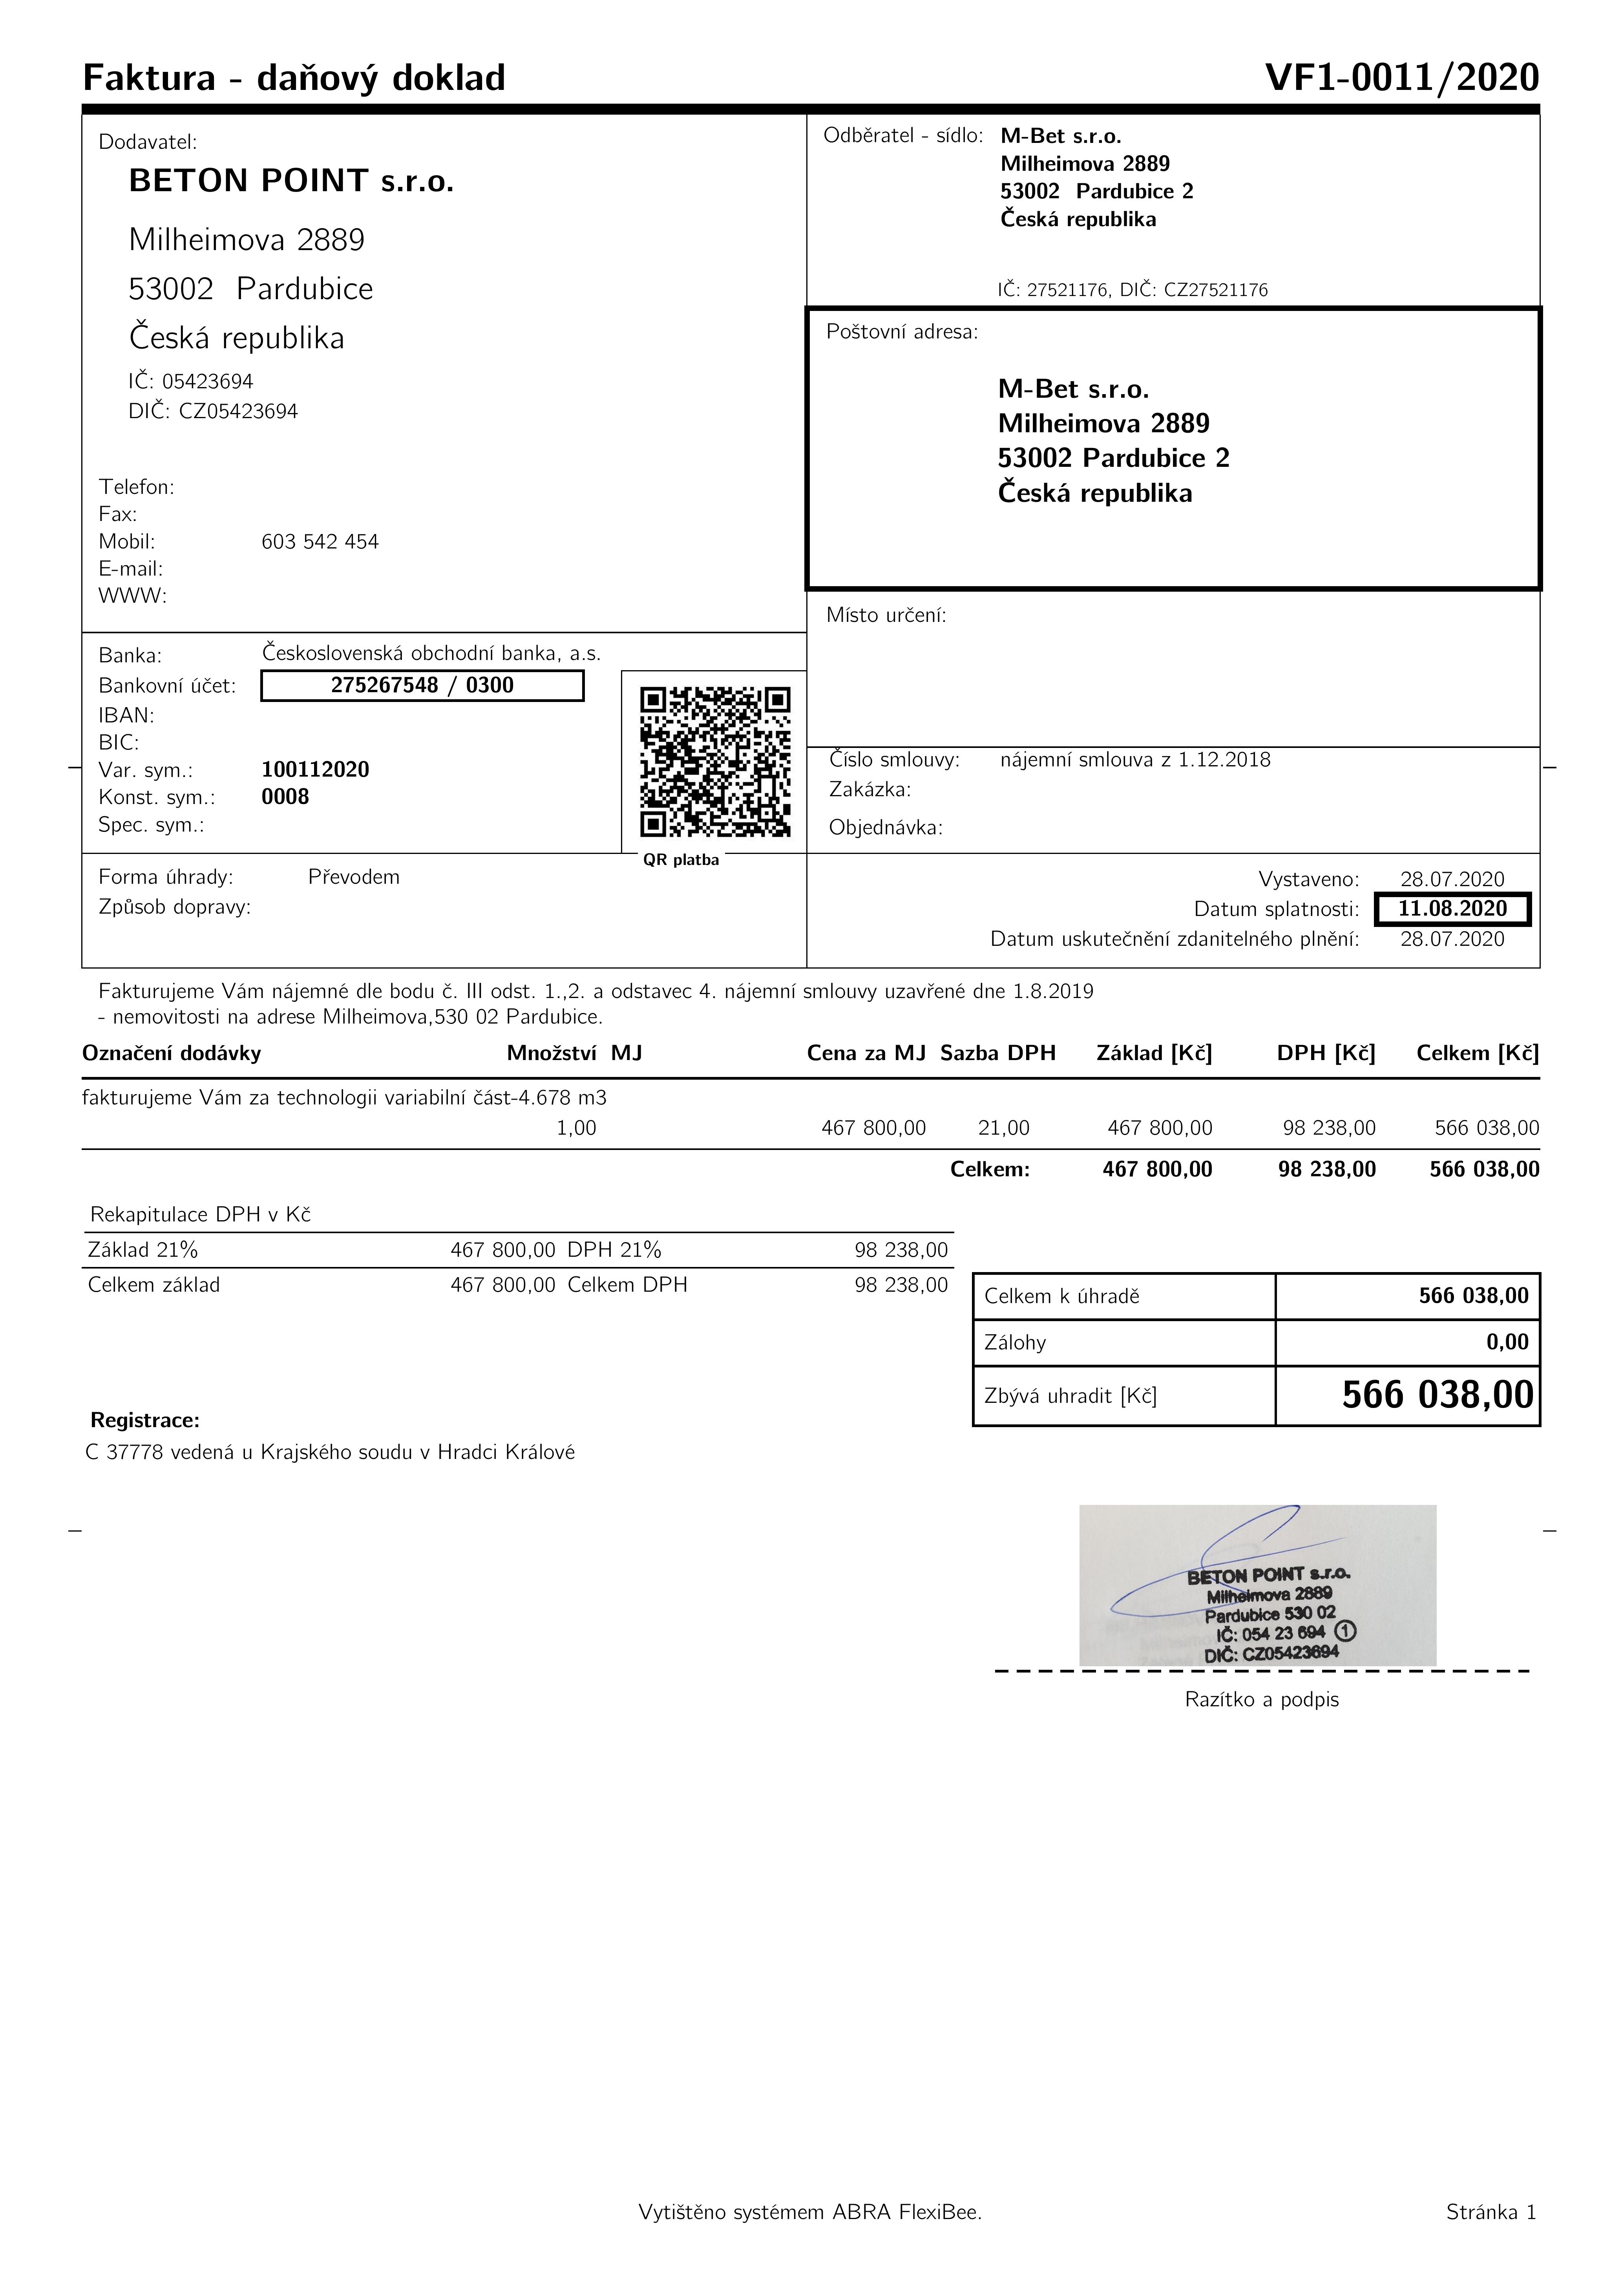 Faktura - daňový doklad VF1-0011/2020
Dodavatel:
BETON POINT s.r.o.
Milheimova 2889
53002 Pardubice
Česká republika
IČ: 05423694
DIČ: CZ05423694
Telefon:
Fax:
Mobil: 603 542 454
E-mail:
WWW:
Odběratel - sídlo: M-Bet s.r.o.
Milheimova 2889
53002 Pardubice 2
Česká republika
IČ: 27521176, DIČ: CZ27521176
Poštovní adresa:
M-Bet s.r.o.
Milheimova 2889
53002 Pardubice 2
Česká republika
Místo určení:
Banka: Československá obchodní banka, a.s.
Bankovní účet: 275267548 / 0300
IBAN:
BIC:
Var. sym.: 100112020
Konst. sym.: 0008
Spec. sym.:
QR platba
Číslo smlouvy: nájemní smlouva z 1.12.2018
Zakázka:
Objednávka:
Forma úhrady: Převodem
Způsob dopravy:
Vystaveno: 28.07.2020
Datum splatnosti: 11.08.2020
Datum uskutečnění zdanitelného plnění: 28.07.2020
Fakturujeme Vám nájemné dle bodu č. III odst. 1.,2. a odstavec 4. nájemní smlouvy uzavřené dne 1.8.2019
- nemovitosti na adrese Milheimova,530 02 Pardubice.
Označení dodávky Množství MJ Cena za MJ Sazba DPH Základ [Kč] DPH [Kč] Celkem [Kč]
fakturujeme Vám za technologii variabilní část-4.678 m3
1,00 467 800,00 21,00 467 800,00 98 238,00 566 038,00
Celkem: 467 800,00 98 238,00 566 038,00
Rekapitulace DPH v Kč
Základ 21% 467 800,00 DPH 21% 98 238,00
Celkem základ 467 800,00 Celkem DPH 98 238,00
Celkem k úhradě 566 038,00
Zálohy 0,00
Zbývá uhradit [Kč] 566 038,00
Registrace:
C 37778 vedená u Krajského soudu v Hradci Králové
BETON POINT s.r.o.
Milheimova 2889
Pardubice 530 02
IČ: 054 23 694 1
DIČ: CZ05423694
Razítko a podpis
Vytištěno systémem ABRA FlexiBee. Stránka 1